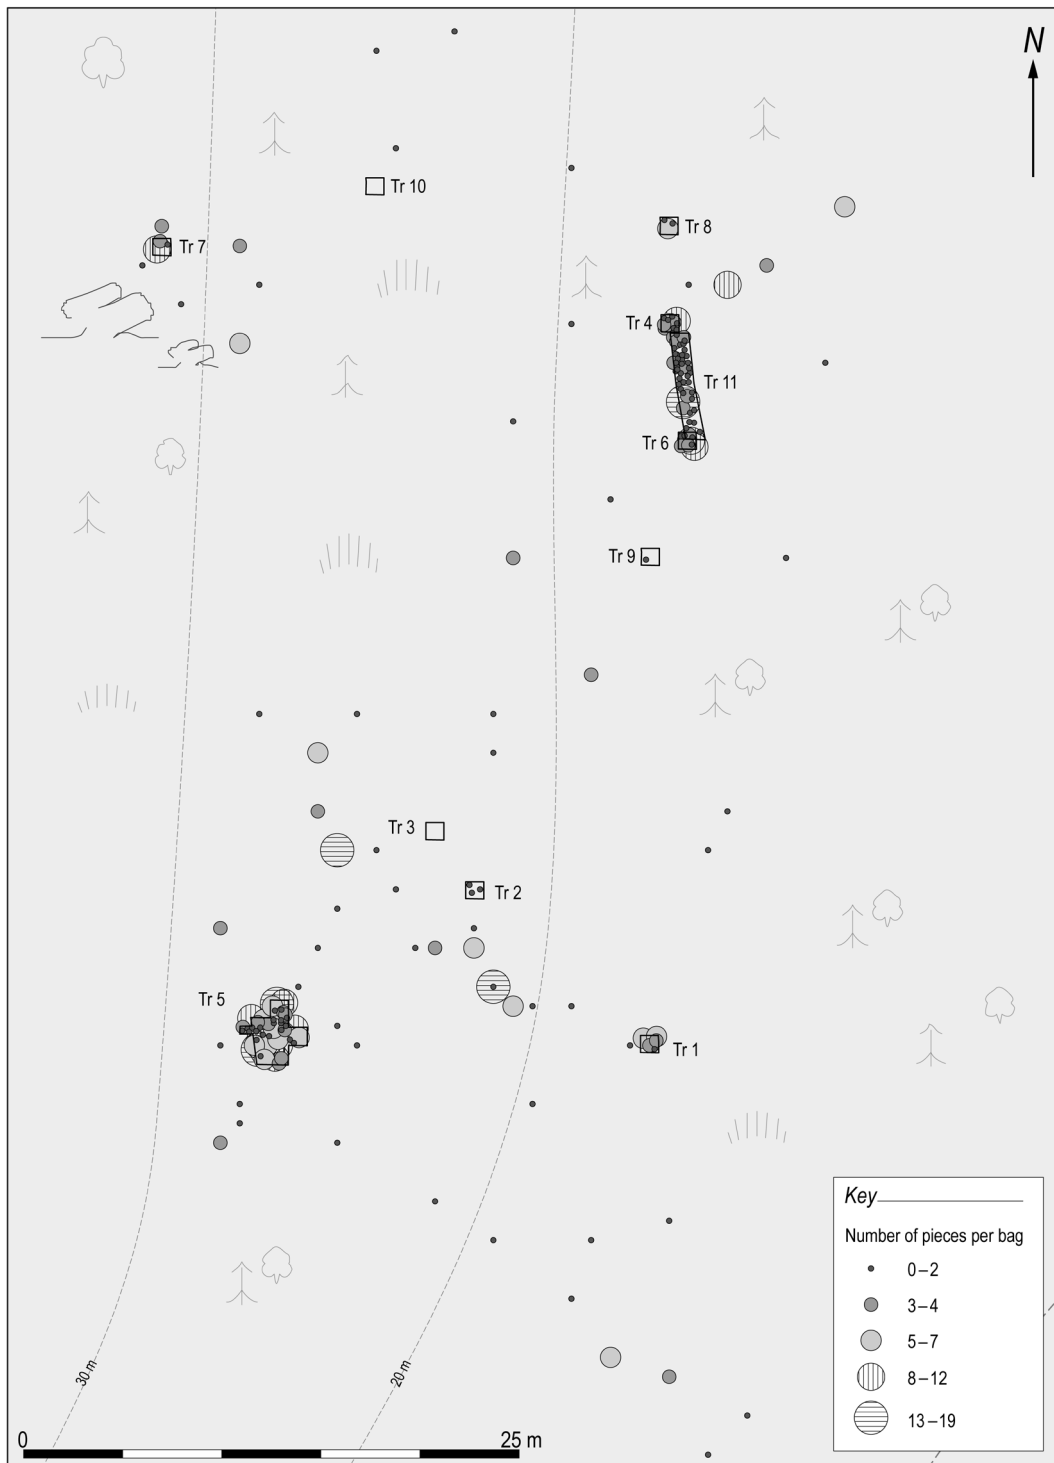 N
Tr 10
Tr 8
Tr 7
Tr 4
Tr 11
Tr 6
Tr 9
Tr 3
Tr 2
Tr 5
Tr 1
Key
Number of pieces per bag
0–2
3–4
5–7
8–12
13–19
30 m
20 m
0 25 m